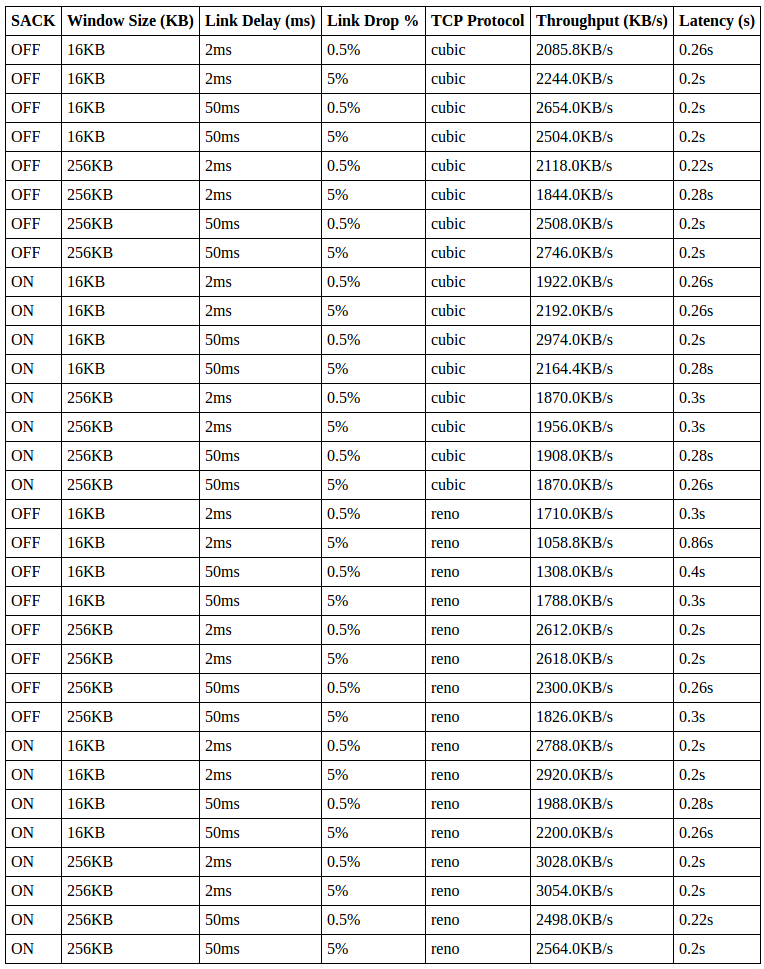 SACK Window Size (KB) Link Delay (ms) Link Drop % TCP Protocol Throughput (KB/s) Latency (s)
OFF 16KB 2ms 0.5% cubic 2085.8KB/s 0.26s
OFF 16KB 2ms 5% cubic 2244.0KB/s 0.2s
OFF 16KB 50ms 0.5% cubic 2654.0KB/s 0.2s
OFF 16KB 50ms 5% cubic 2504.0KB/s 0.2s
OFF 256KB 2ms 0.5% cubic 2118.0KB/s 0.22s
OFF 256KB 2ms 5% cubic 1844.0KB/s 0.28s
OFF 256KB 50ms 0.5% cubic 2508.0KB/s 0.2s
OFF 256KB 50ms 5% cubic 2746.0KB/s 0.2s
ON 16KB 2ms 0.5% cubic 1922.0KB/s 0.26s
ON 16KB 2ms 5% cubic 2192.0KB/s 0.26s
ON 16KB 50ms 0.5% cubic 2974.0KB/s 0.2s
ON 16KB 50ms 5% cubic 2164.4KB/s 0.28s
ON 256KB 2ms 0.5% cubic 1870.0KB/s 0.3s
ON 256KB 2ms 5% cubic 1956.0KB/s 0.3s
ON 256KB 50ms 0.5% cubic 1908.0KB/s 0.28s
ON 256KB 50ms 5% cubic 1870.0KB/s 0.26s
OFF 16KB 2ms 0.5% reno 1710.0KB/s 0.3s
OFF 16KB 2ms 5% reno 1058.8KB/s 0.86s
OFF 16KB 50ms 0.5% reno 1308.0KB/s 0.4s
OFF 16KB 50ms 5% reno 1788.0KB/s 0.3s
OFF 256KB 2ms 0.5% reno 2612.0KB/s 0.2s
OFF 256KB 2ms 5% reno 2618.0KB/s 0.2s
OFF 256KB 50ms 0.5% reno 2300.0KB/s 0.26s
OFF 256KB 50ms 5% reno 1826.0KB/s 0.3s
ON 16KB 2ms 0.5% reno 2788.0KB/s 0.2s
ON 16KB 2ms 5% reno 2920.0KB/s 0.2s
ON 16KB 50ms 0.5% reno 1988.0KB/s 0.28s
ON 16KB 50ms 5% reno 2200.0KB/s 0.26s
ON 256KB 2ms 0.5% reno 3028.0KB/s 0.2s
ON 256KB 2ms 5% reno 3054.0KB/s 0.2s
ON 256KB 50ms 0.5% reno 2498.0KB/s 0.22s
ON 256KB 50ms 5% reno 2564.0KB/s 0.2s